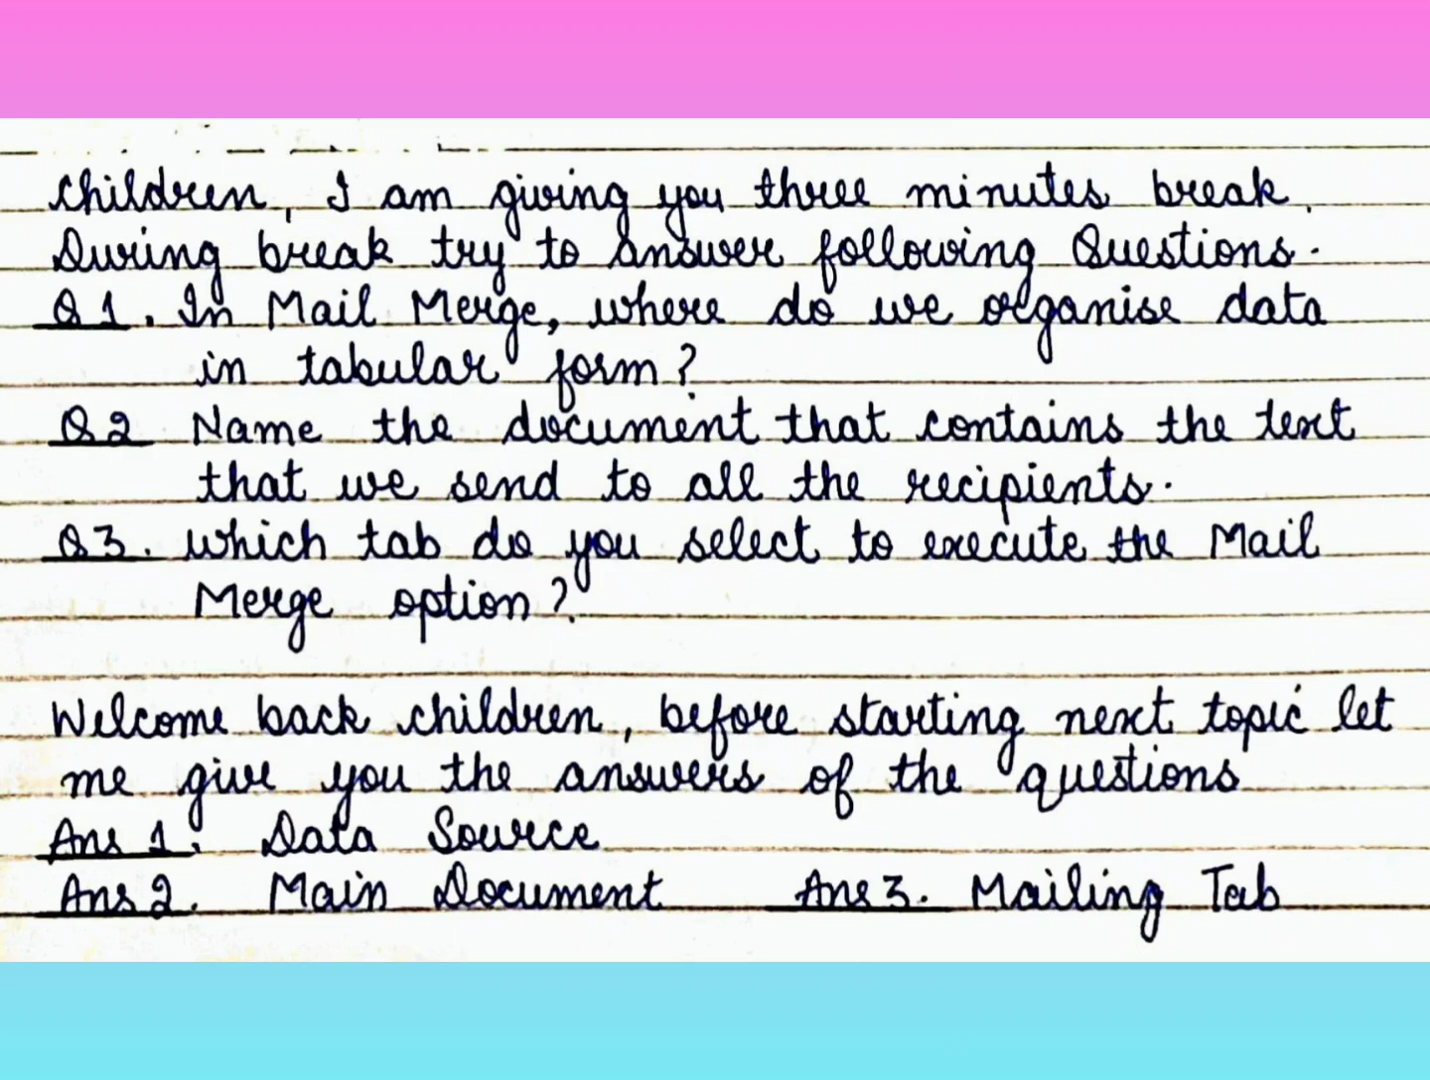 children, I am giving you three minutes break.
During break try to answer following Questions.
Q1. In Mail Merge, where do we organise data
in tabular form?
Q2 Name the document that contains the text
that we send to all the recipients.
Q3. Which tab do you select to execute the Mail
Merge option?
Welcome back children, before starting next topic let
me give you the answers of the questions
Ans 1. Data Source
Ans 2. Main Document Ans 3. Mailing Tab